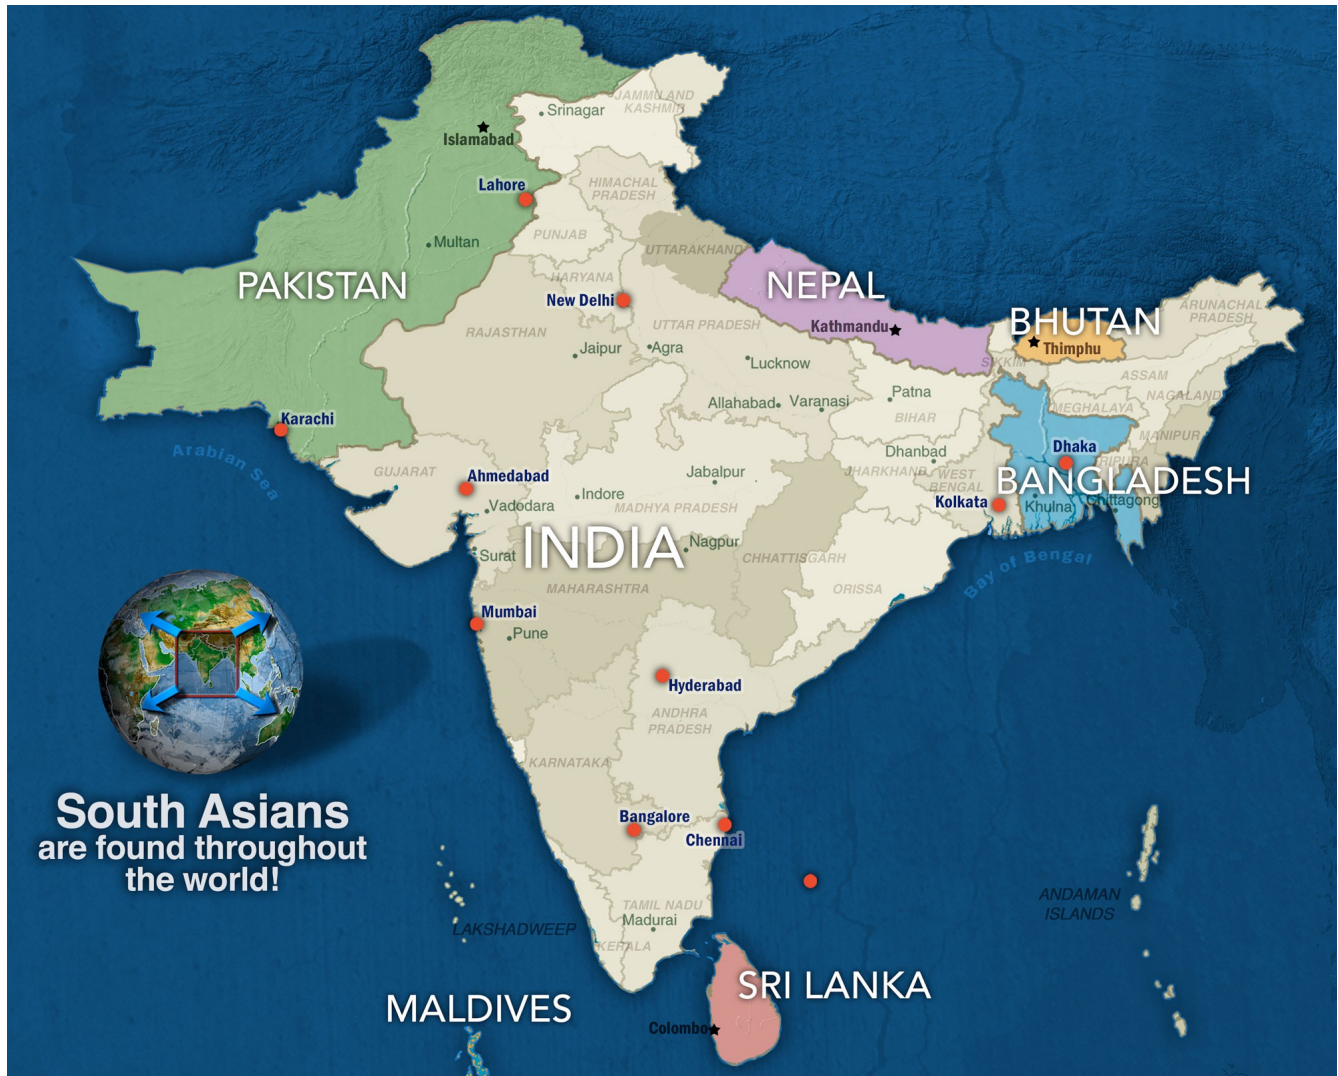 JAMMU AND
KASHMIR
Srinagar
Islamabad
Lahore
HIMACHAL
PRADESH
PUNJAB
Multan
UTTARAKHAND
PAKISTAN
HARYANA
New Delhi
NEPAL
Kathmandu
ARUNACHAL
PRADESH
BHUTAN
Thimphu
RAJASTHAN
UTTAR PRADESH
Jaipur
Agra
Lucknow
SIKKIM
ASSAM
Allahabad
Varanasi
Patna
BIHAR
MEGHALAYA
NAGALAND
Karachi
Arabian Sea
MANIPUR
Dhaka
Dhanbad
TRIPURA
GUJARAT
Ahmedabad
Jabalpur
JHARKHAND
WEST
BENGAL
BANGLADESH
Vadodara
Indore
MADHYA PRADESH
Kolkata
Khulna
Chittagong
INDIA
Surat
Nagpur
CHHATTISGARH
Bay of Bengal
MAHARASHTRA
ORISSA
Mumbai
Pune
Hyderabad
ANDHRA
PRADESH
KARNATAKA
South Asians
are found throughout
the world!
Bangalore
Chennai
ANDAMAN
ISLANDS
TAMIL NADU
Madurai
LAKSHADWEEP
KERALA
SRI LANKA
MALDIVES
Colombo